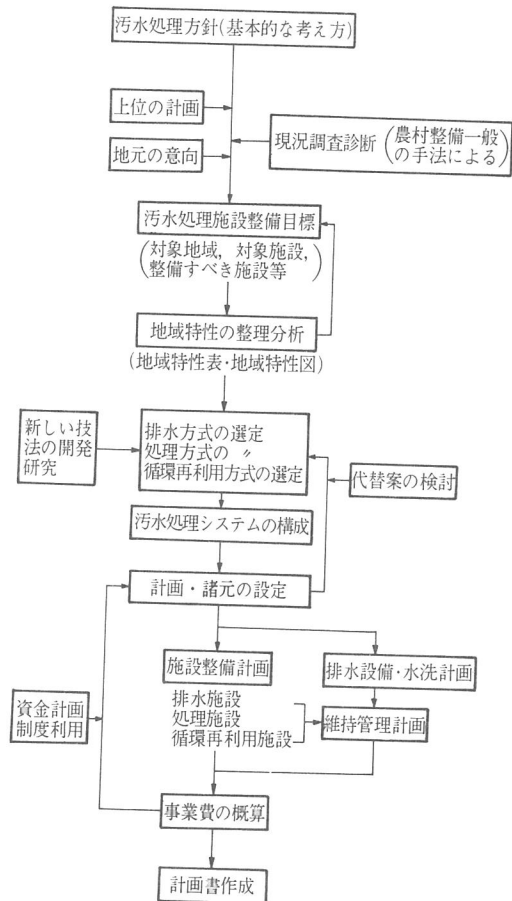 汚水処理方針(基本的な考え方)
上位の計画
地元の意向
現況調査診断
(農村整備一般
の手法による)
汚水処理施設整備目標
(対象地域,対象施設,
整備すべき施設等)
地域特性の整理分析
(地域特性表・地域特性図)
新しい技
法の開発
研究
排水方式の選定
処理方式の 〃
循環再利用方式の選定
代替案の検討
汚水処理システムの構成
計画・諸元の設定
施設整備計画
排水設備・水洗計画
排水施設
処理施設
循環再利用施設
維持管理計画
資金計画
制度利用
事業費の概算
計画書作成